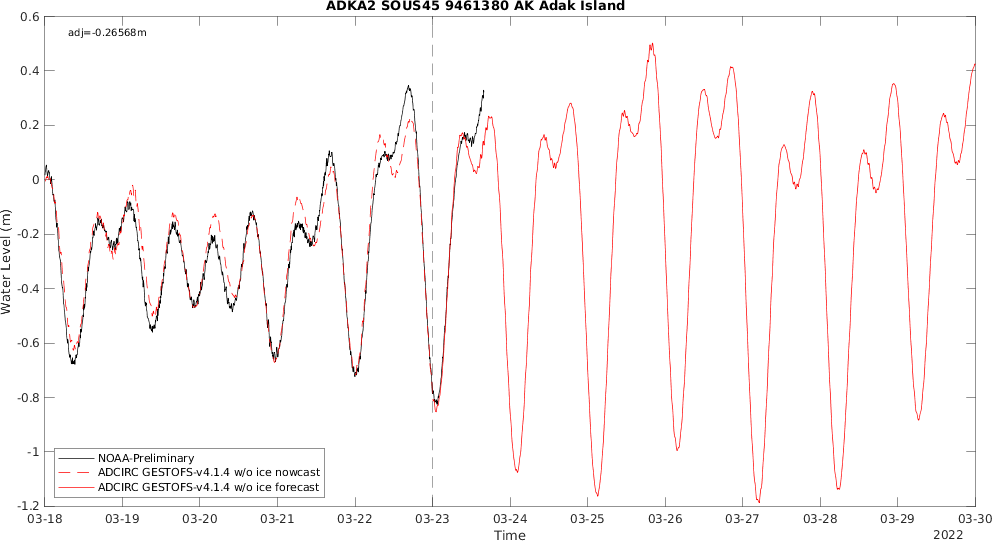 ADKA2 SOUS45 9461380 AK Adak Island
adj=-0.26568m
0.6
0.4
0.2
0
-0.2
-0.4
-0.6
-0.8
-1
-1.2
Water Level (m)
NOAA-Preliminary
ADCIRC GESTOFS-v4.1.4 w/o ice nowcast
ADCIRC GESTOFS-v4.1.4 w/o ice forecast
03-18 03-19 03-20 03-21 03-22 03-23 03-24 03-25 03-26 03-27 03-28 03-29 03-30
Time
2022